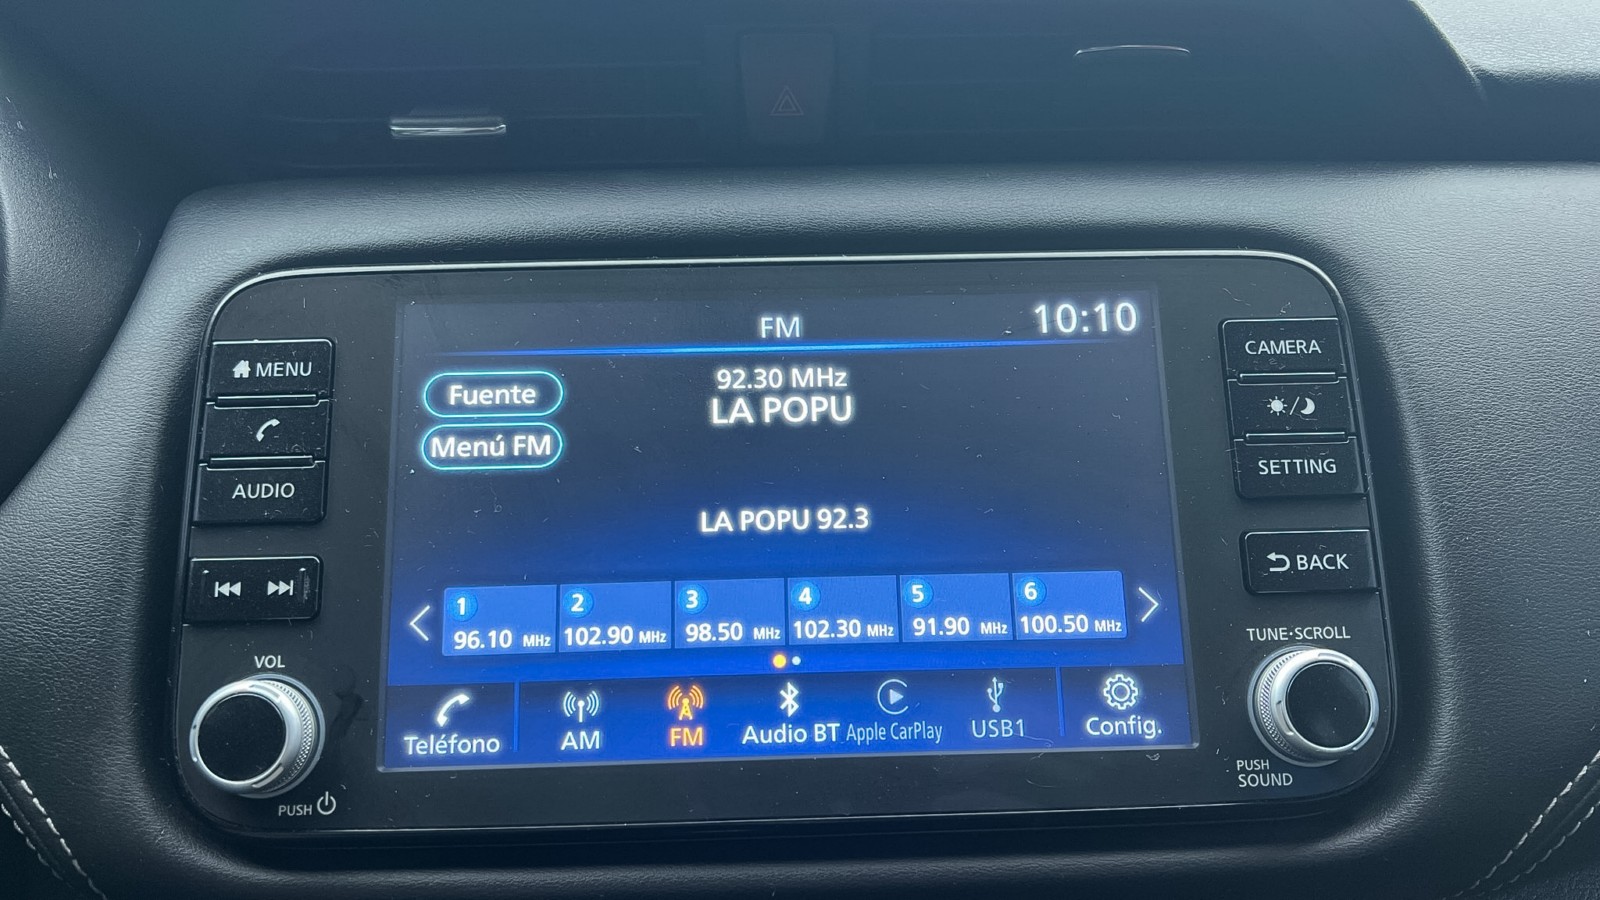 FM
10:10
MENU
AUDIO
VOL
PUSH
Fuente
Menú FM
92.30 MHz
LA POPU
LA POPU 92.3
1
96.10 MHz
2
102.90 MHz
3
98.50 MHz
4
102.30 MHz
5
91.90 MHz
6
100.50 MHz
Teléfono
AM
FM
Audio BT
Apple CarPlay
USB1
Config.
CAMERA
SETTING
BACK
TUNE·SCROLL
PUSH
SOUND